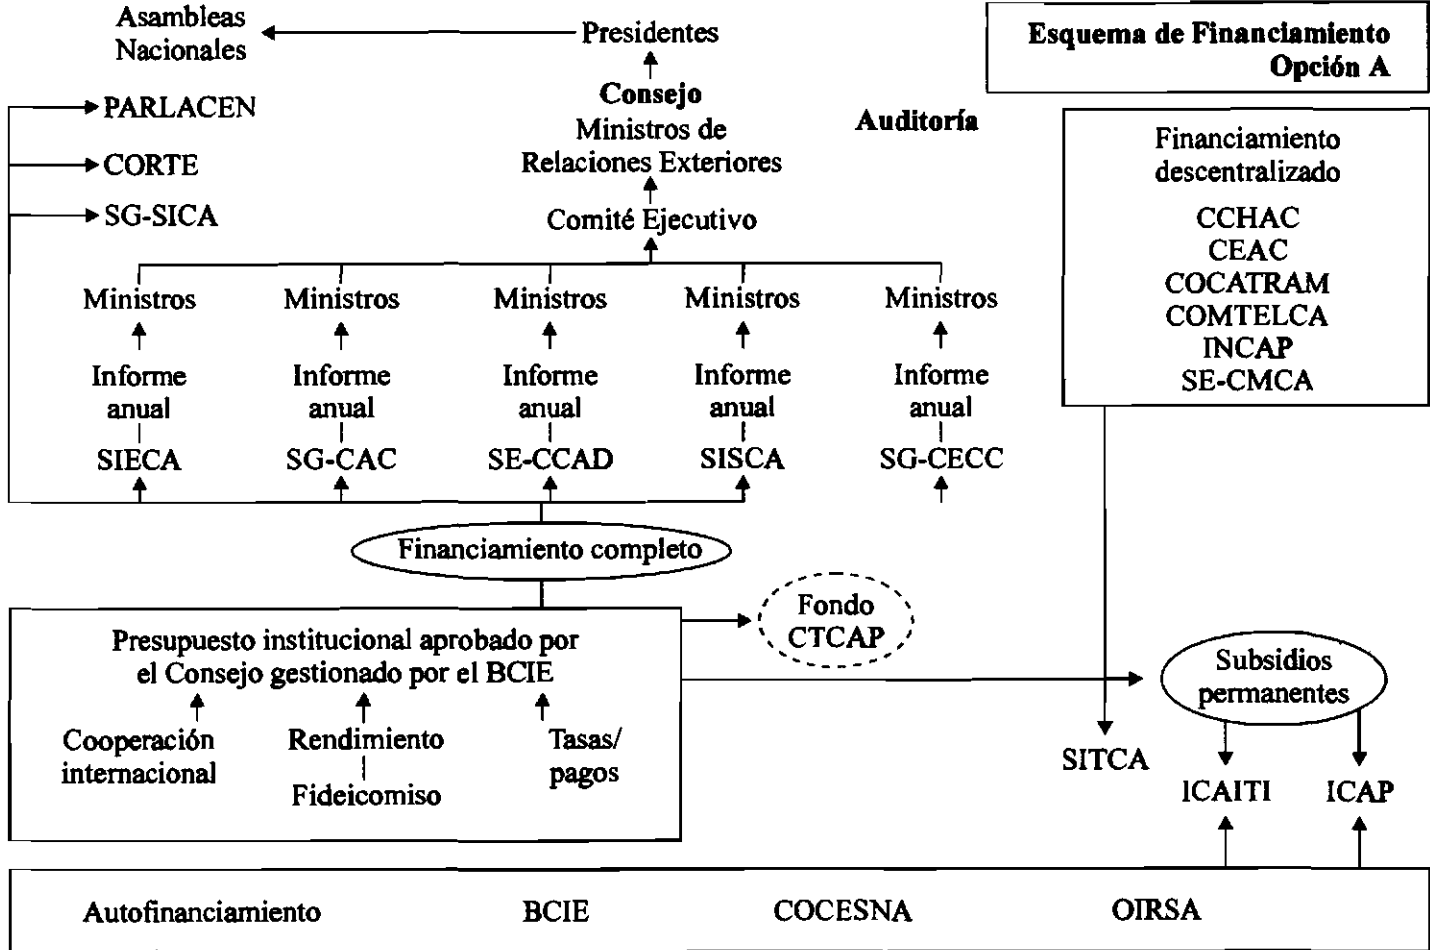 Esquema de Financiamiento
Opción A
Asambleas
Nacionales
Presidentes
Consejo
Ministros de
Relaciones Exteriores
Auditoría
PARLACEN
CORTE
SG-SICA
Comité Ejecutivo
Ministros
Ministros
Ministros
Ministros
Ministros
Informe
anual
Informe
anual
Informe
anual
Informe
anual
Informe
anual
SIECA
SG-CAC
SE-CCAD
SISCA
SG-CECC
Financiamiento
descentralizado
CCHAC
CEAC
COCATRAM
COMTELCA
INCAP
SE-CMCA
Financiamiento completo
Fondo
CTCAP
Presupuesto institucional aprobado por
el Consejo gestionado por el BCIE
Cooperación
internacional
Rendimiento
Fideicomiso
Tasas/
pagos
Subsidios
permanentes
SITCA
ICAITI
ICAP
Autofinanciamiento
BCIE
COCESNA
OIRSA